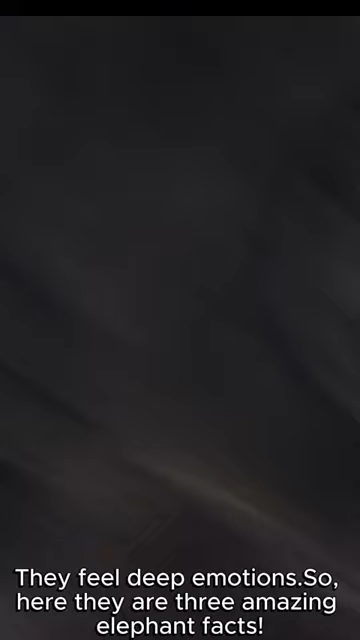 They feel deep emotions.So,
here they are three amazing
elephant facts!